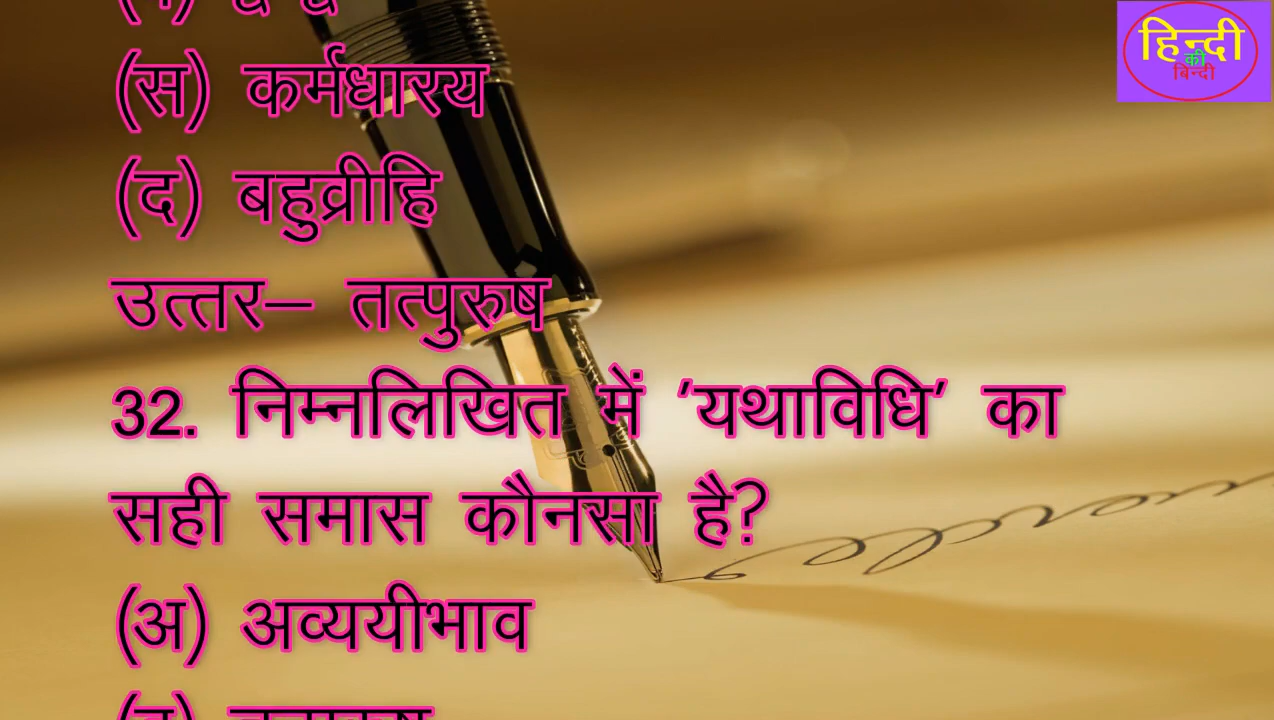 हिन्दी
की
बिन्दी
(स) कर्मधारय
(द) बहुव्रीहि
उत्तर– तत्पुरुष
32. निम्नलिखित में 'यथाविधि' का
सही समास कौनसा है?
(अ) अव्ययीभाव